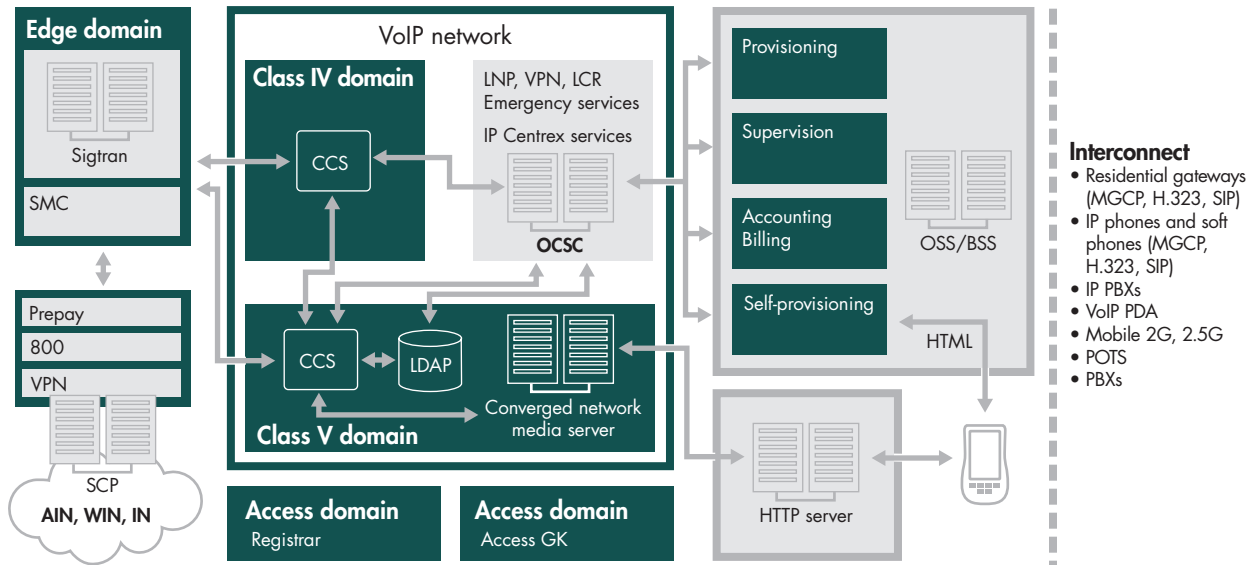 Edge domain
Sigtran
SMC
Prepay
800
VPN
SCP
AIN, WIN, IN
VoIP network
Class IV domain
CCS
LNP, VPN, LCR
Emergency services
IP Centrex services
OCSC
CCS
LDAP
Converged network
media server
Class V domain
Access domain
Registrar
Access domain
Access GK
Provisioning
Supervision
Accounting
Billing
Self-provisioning
OSS/BSS
HTML
HTTP server
Interconnect
• Residential gateways
(MGCP, H.323, SIP)
• IP phones and soft
phones (MGCP,
H.323, SIP)
• IP PBXs
• VoIP PDA
• Mobile 2G, 2.5G
• POTS
• PBXs